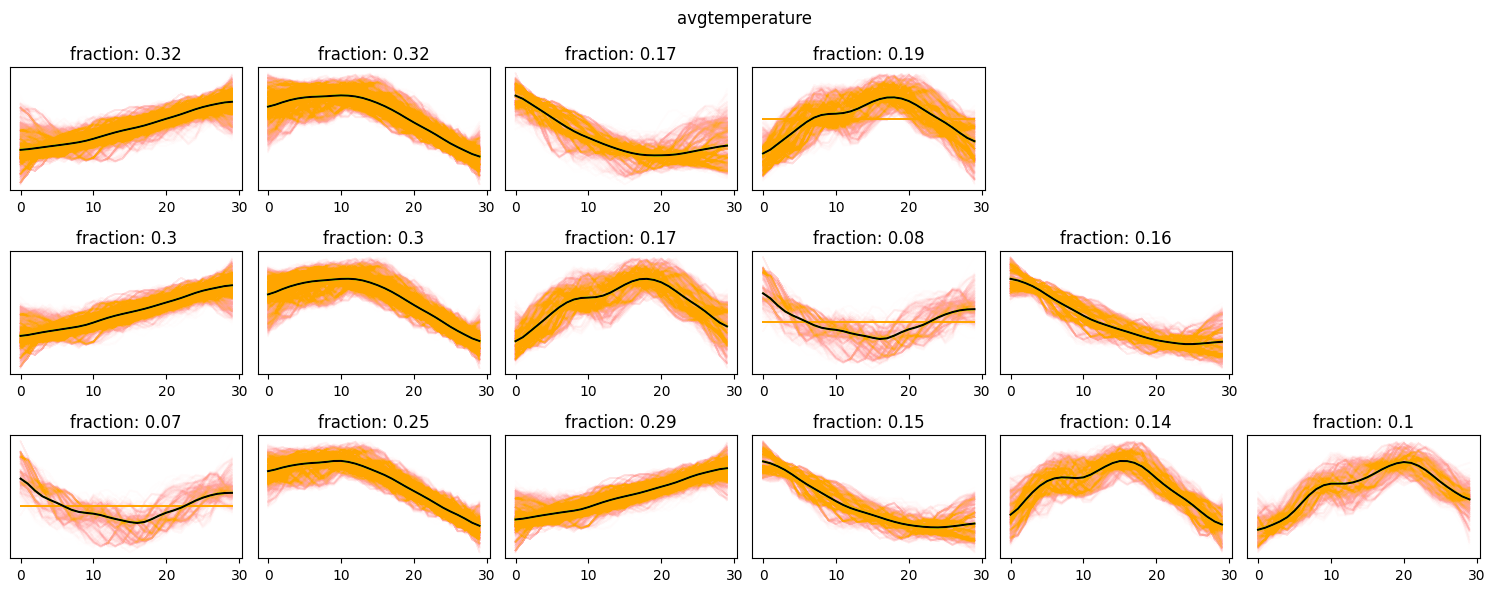 avgtemperature
fraction: 0.32 fraction: 0.32 fraction: 0.17 fraction: 0.19
0 10 20 30 0 10 20 30 0 10 20 30 0 10 20 30
fraction: 0.3 fraction: 0.3 fraction: 0.17 fraction: 0.08 fraction: 0.16
0 10 20 30 0 10 20 30 0 10 20 30 0 10 20 30 0 10 20 30
fraction: 0.07 fraction: 0.25 fraction: 0.29 fraction: 0.15 fraction: 0.14 fraction: 0.1
0 10 20 30 0 10 20 30 0 10 20 30 0 10 20 30 0 10 20 30 0 10 20 30